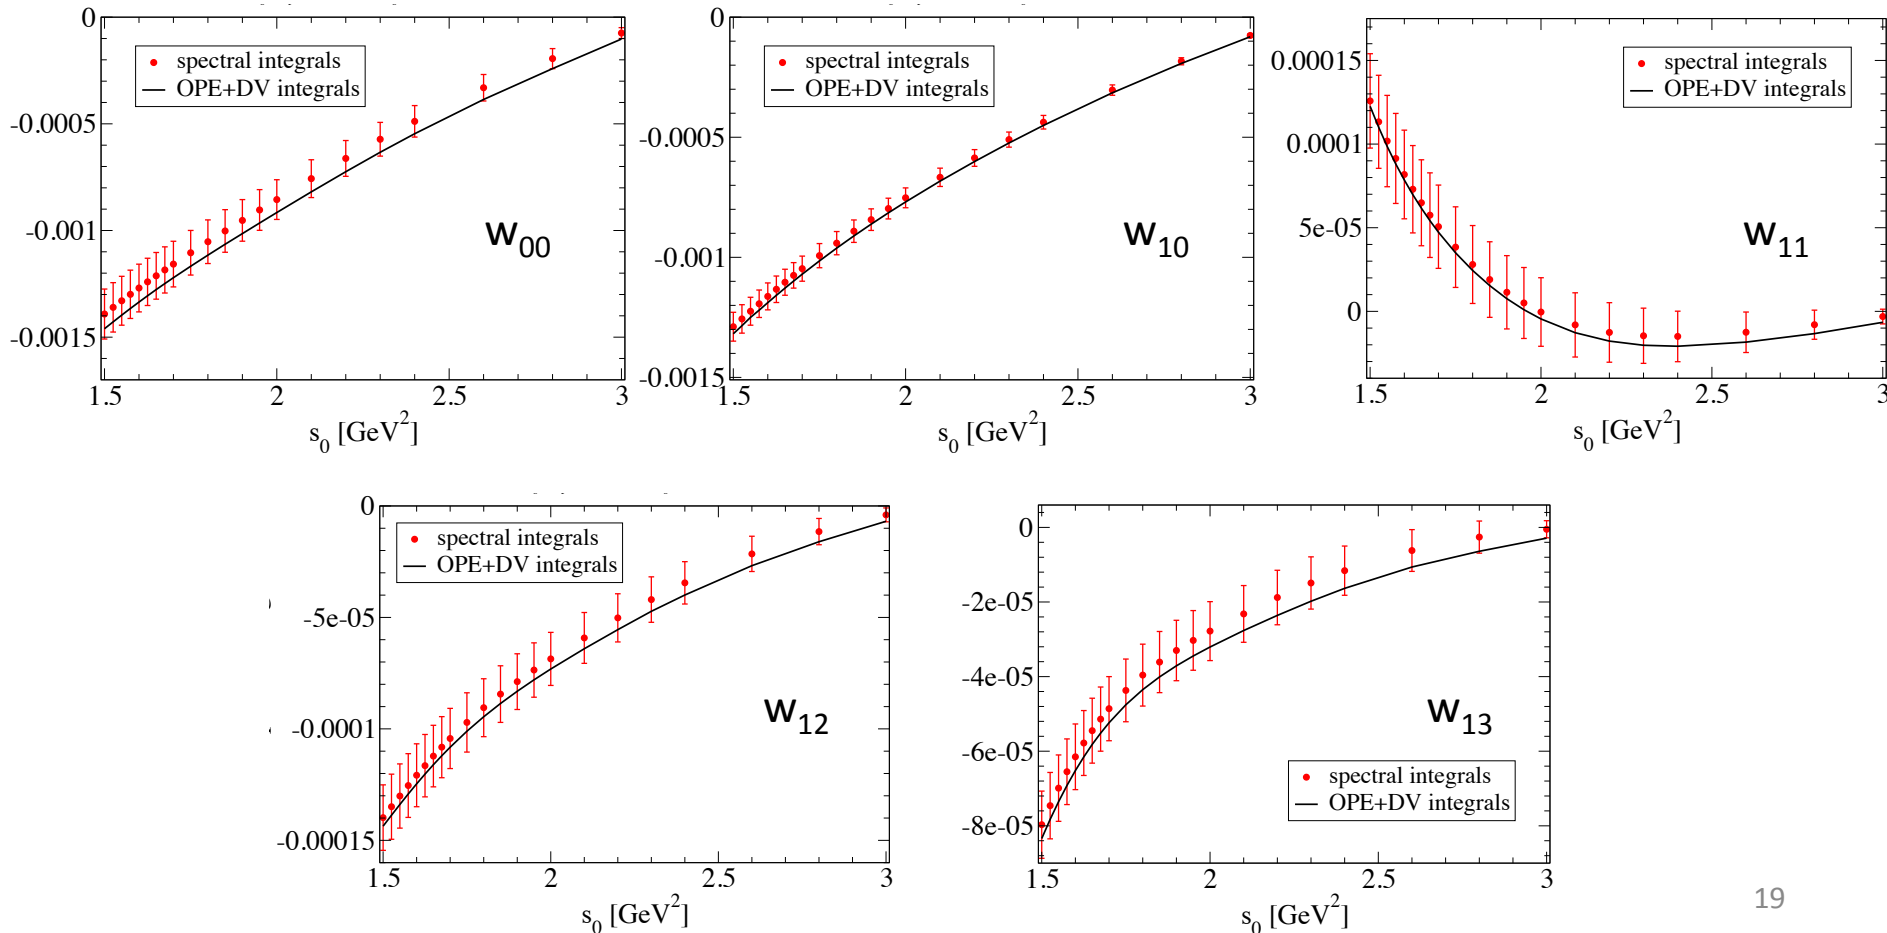 0
-0.0005
-0.001
-0.0015
spectral integrals
OPE+DV integrals
w00
1.5 2 2.5 3
s0 [GeV2]
0
-0.0005
-0.001
-0.0015
spectral integrals
OPE+DV integrals
w10
1.5 2 2.5 3
s0 [GeV2]
0.00015
0.0001
5e-05
0
spectral integrals
OPE+DV integrals
w11
1.5 2 2.5 3
s0 [GeV2]
0
-5e-05
-0.0001
-0.00015
spectral integrals
OPE+DV integrals
w12
1.5 2 2.5 3
s0 [GeV2]
0
-2e-05
-4e-05
-6e-05
-8e-05
w13
spectral integrals
OPE+DV integrals
1.5 2 2.5 3
s0 [GeV2]
19